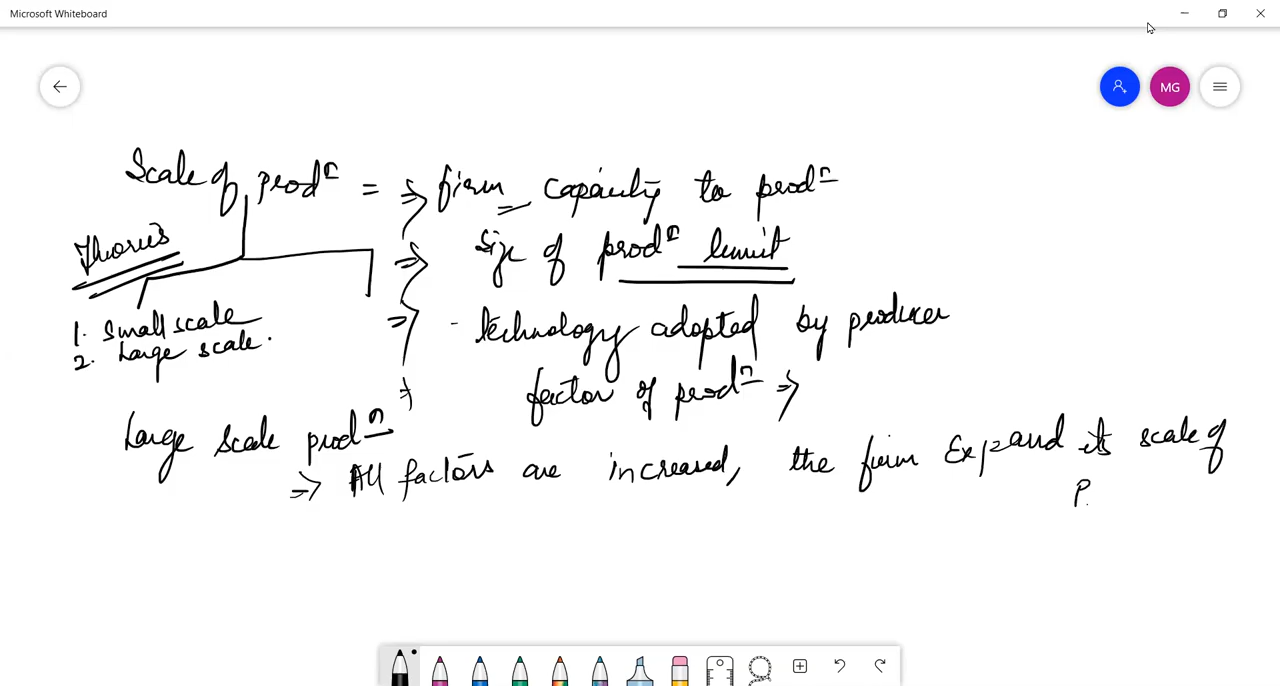 Microsoft Whiteboard
MG
Scale of prodⁿ = ⇒ firm capacity to prodⁿ
⇒ Size of prodⁿ limit
Thories
1. Small scale
2. Large scale.
⇒ - technology adopted by producer
⇒ factor of prodⁿ ⇒
Large scale prodⁿ
⇒ All factors are increased, the firm Expand its scale of
P.